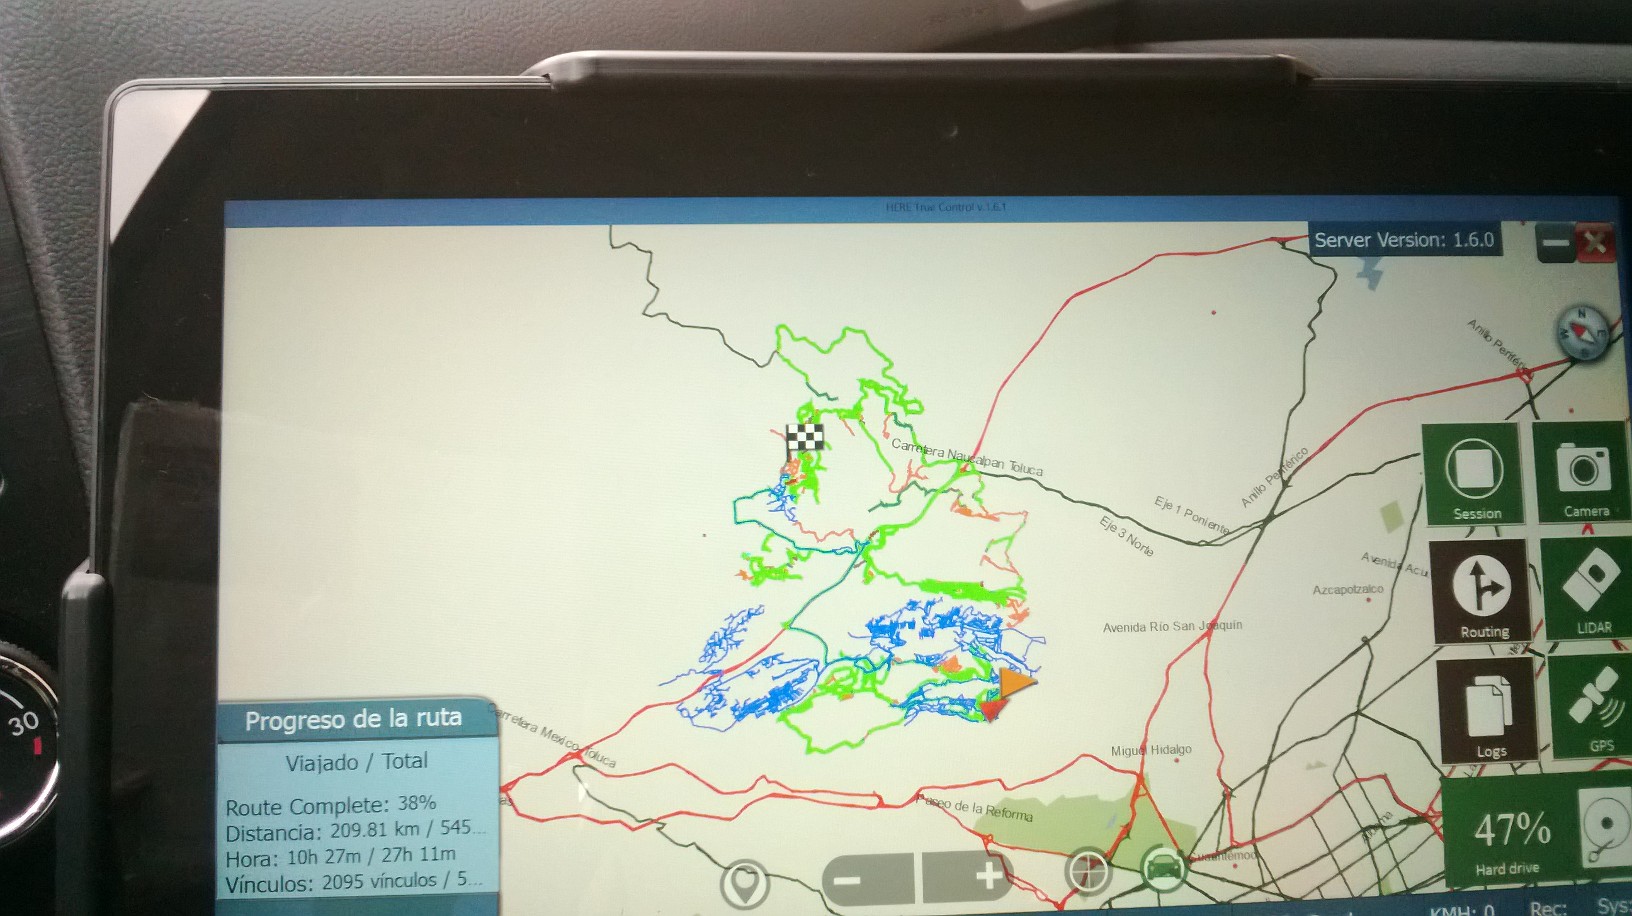 HERE True Control v.1.6.1
Server Version: 1.6.0
N
Anillo Periféri
Carretera Naucalpan Toluca
Eje 1 Poniente
Eje 3 Norte
Anillo Periférico
Avenida Acu
Azcapotzalco
Avenida Río San Joaquín
Session
Camera
Routing
LIDAR
Logs
GPS
Carretera Mexico-Toluca
Miguel Hidalgo
Paseo de la Reforma
Cuauhtemoc
30
Progreso de la ruta
Viajado / Total
Route Complete: 38%
Distancia: 209.81 km / 545...
Hora: 10h 27m / 27h 11m
Vínculos: 2095 vínculos / 5...
47%
Hard drive
KMH: 0 Rec: Sys: